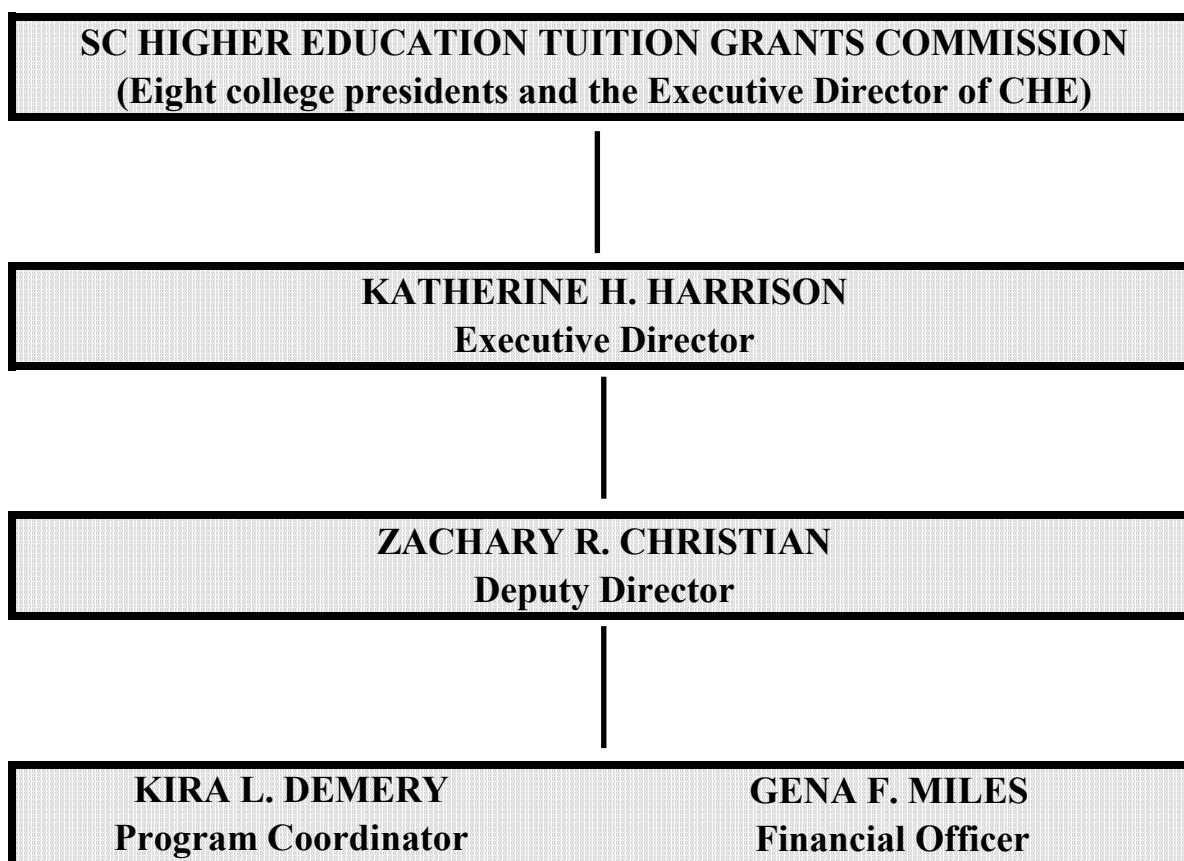 SC HIGHER EDUCATION TUITION GRANTS COMMISSION
(Eight college presidents and the Executive Director of CHE)
KATHERINE H. HARRISON
Executive Director
ZACHARY R. CHRISTIAN
Deputy Director
KIRA L. DEMERY
Program Coordinator
GENA F. MILES
Financial Officer